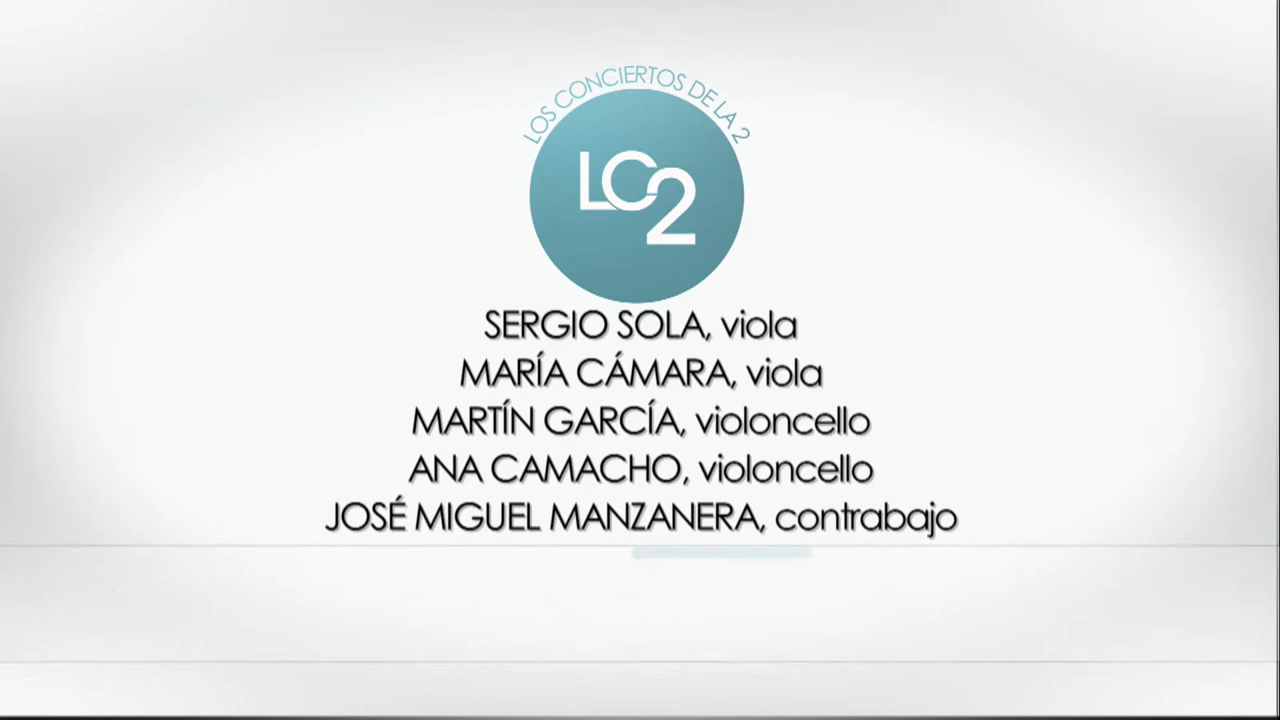 LOS CONCIERTOS DE LA 2
LC2
SERGIO SOLA, viola
MARÍA CÁMARA, viola
MARTÍN GARCÍA, violoncello
ANA CAMACHO, violoncello
JOSÉ MIGUEL MANZANERA, contrabajo